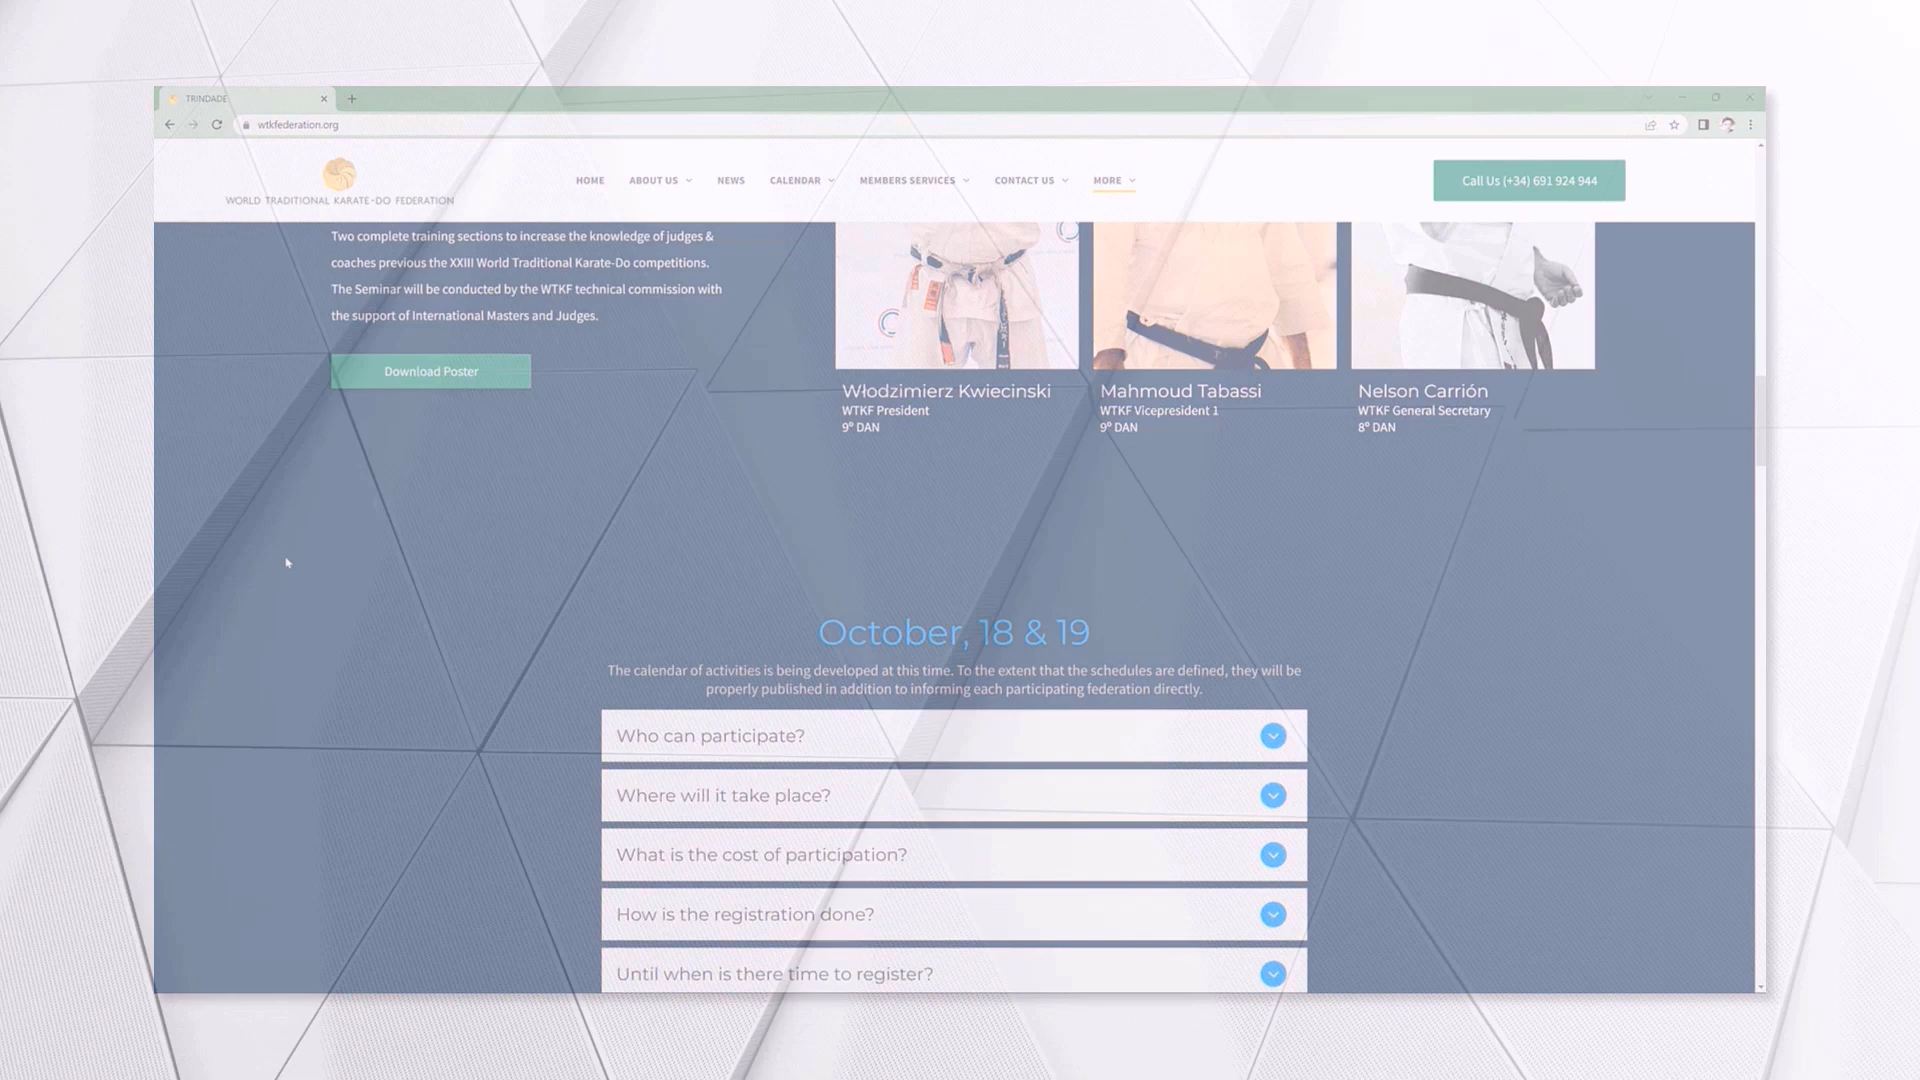 TRINDADE
wtkfederation.org
WORLD TRADITIONAL KARATE-DO FEDERATION
HOME
ABOUT US
NEWS
CALENDAR
MEMBERS SERVICES
CONTACT US
MORE
Call Us (+34) 691 924 944
Two complete training sections to increase the knowledge of judges &
coaches previous the XXIII World Traditional Karate-Do competitions.
The Seminar will be conducted by the WTKF technical commission with
the support of International Masters and Judges.
Download Poster
Włodzimierz Kwiecinski
WTKF President
9º DAN
Mahmoud Tabassi
WTKF Vicepresident 1
9º DAN
Nelson Carrión
WTKF General Secretary
8º DAN
October, 18 & 19
The calendar of activities is being developed at this time. To the extent that the schedules are defined, they will be
properly published in addition to informing each participating federation directly.
Who can participate?
Where will it take place?
What is the cost of participation?
How is the registration done?
Until when is there time to register?